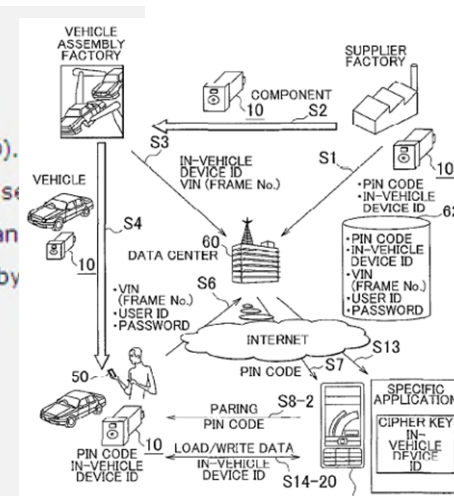 ).
se
an
by
VEHICLE
ASSEMBLY
FACTORY
SUPPLIER
FACTORY
COMPONENT
10
S2
S3
S1
10
IN-VEHICLE
DEVICE ID
VIN (FRAME No.)
•PIN CODE
•IN-VEHICLE
DEVICE ID
62
VEHICLE
S4
10
60
DATA CENTER
•PIN CODE
•IN-VEHICLE
DEVICE ID
•VIN
(FRAME No.)
•USER ID
•PASSWORD
•VIN
(FRAME No.)
•USER ID
•PASSWORD
S6
INTERNET
S13
PIN CODE
S7
50
PARING
PIN CODE
S8-2
SPECIFIC
APPLICATION
CIPHER KEY
IN-
VEHICLE
DEVICE
ID
10
PIN CODE
IN-VEHICLE
DEVICE ID
LOAD/WRITE DATA
IN-VEHICLE
DEVICE ID
S14-20